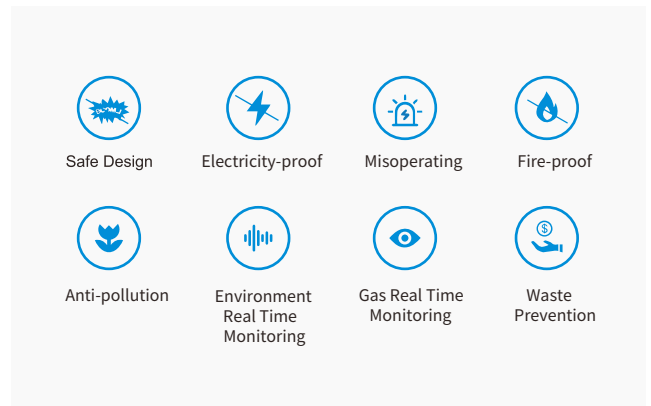 Safe Design
Electricity-proof
Misoperating
Fire-proof
$
Anti-pollution
Environment
Real Time
Monitoring
Gas Real Time
Monitoring
Waste
Prevention